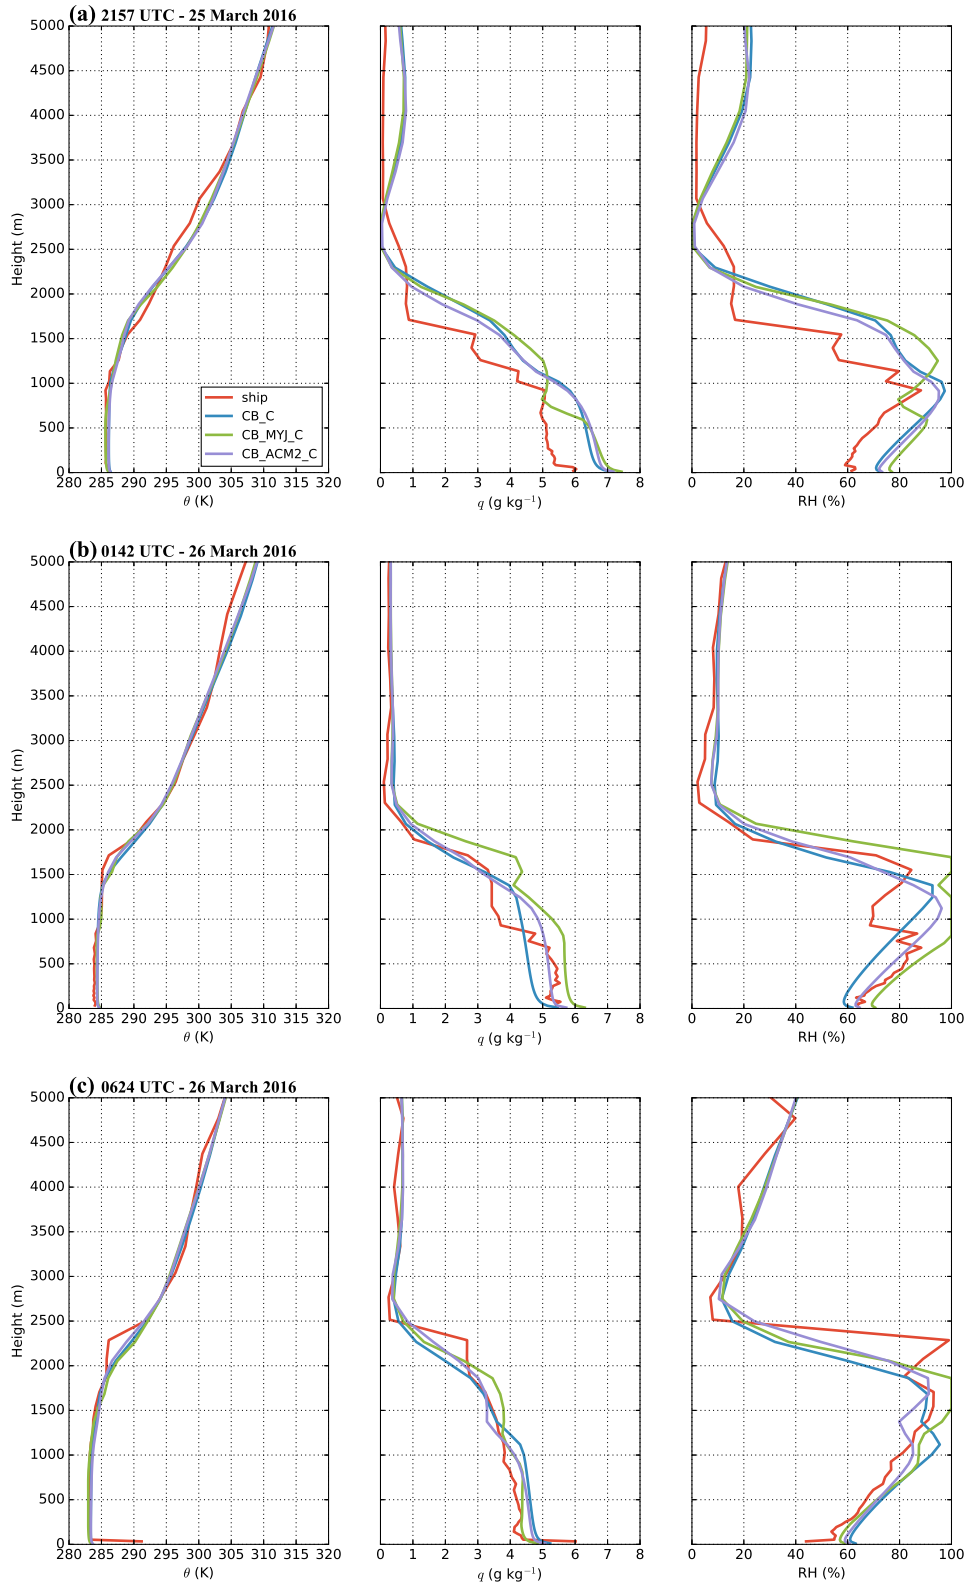 (a) 2157 UTC - 25 March 2016
5000
4500
4000
3500
3000
2500
2000
1500
1000
500
0
Height (m)
280 285 290 295 300 305 310 315 320
θ (K)
ship
CB_C
CB_MYJ_C
CB_ACM2_C
0 1 2 3 4 5 6 7 8
q (g kg⁻¹)
0 20 40 60 80 100
RH (%)
(b) 0142 UTC - 26 March 2016
5000
4500
4000
3500
3000
2500
2000
1500
1000
500
0
Height (m)
280 285 290 295 300 305 310 315 320
θ (K)
0 1 2 3 4 5 6 7 8
q (g kg⁻¹)
0 20 40 60 80 100
RH (%)
(c) 0624 UTC - 26 March 2016
5000
4500
4000
3500
3000
2500
2000
1500
1000
500
0
Height (m)
280 285 290 295 300 305 310 315 320
θ (K)
0 1 2 3 4 5 6 7 8
q (g kg⁻¹)
0 20 40 60 80 100
RH (%)